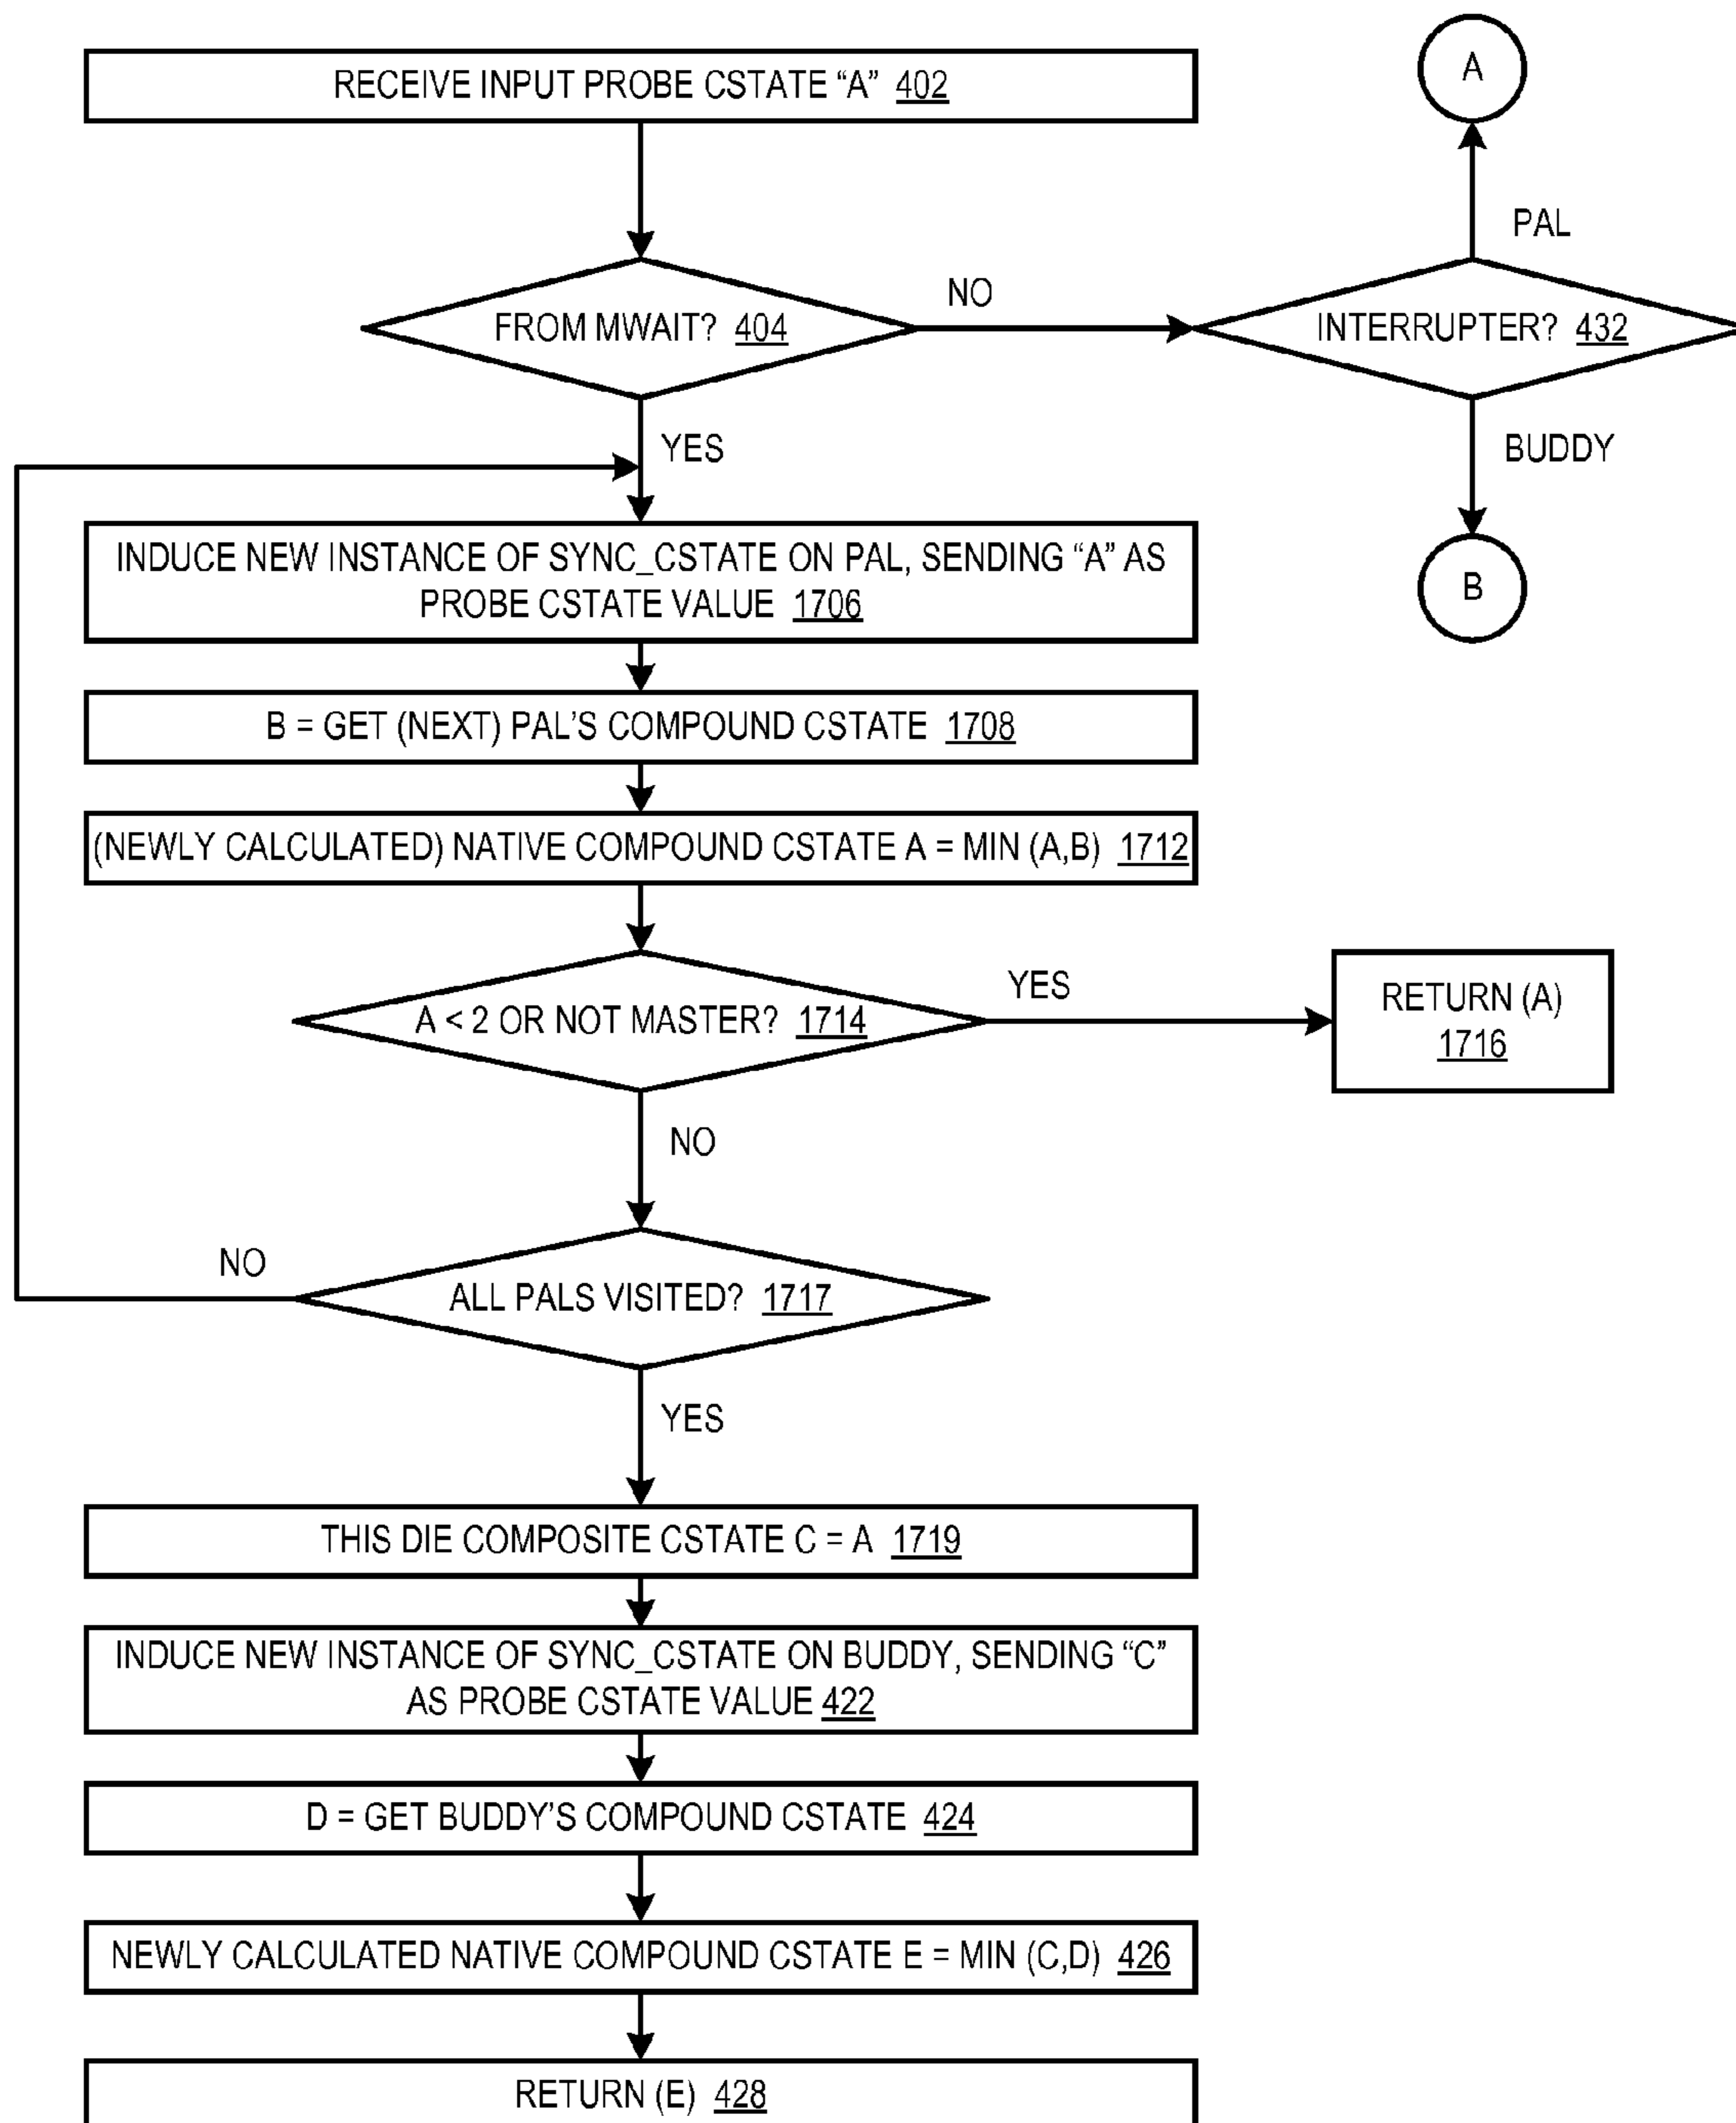 RECEIVE INPUT PROBE CSTATE “A” 402
A
PAL
FROM MWAIT? 404
NO
INTERRUPTER? 432
YES
BUDDY
B
INDUCE NEW INSTANCE OF SYNC_CSTATE ON PAL, SENDING “A” AS
PROBE CSTATE VALUE 1706
B = GET (NEXT) PAL’S COMPOUND CSTATE 1708
(NEWLY CALCULATED) NATIVE COMPOUND CSTATE A = MIN (A,B) 1712
A < 2 OR NOT MASTER? 1714
YES
RETURN (A)
1716
NO
ALL PALS VISITED? 1717
NO
YES
THIS DIE COMPOSITE CSTATE C = A 1719
INDUCE NEW INSTANCE OF SYNC_CSTATE ON BUDDY, SENDING “C”
AS PROBE CSTATE VALUE 422
D = GET BUDDY’S COMPOUND CSTATE 424
NEWLY CALCULATED NATIVE COMPOUND CSTATE E = MIN (C,D) 426
RETURN (E) 428